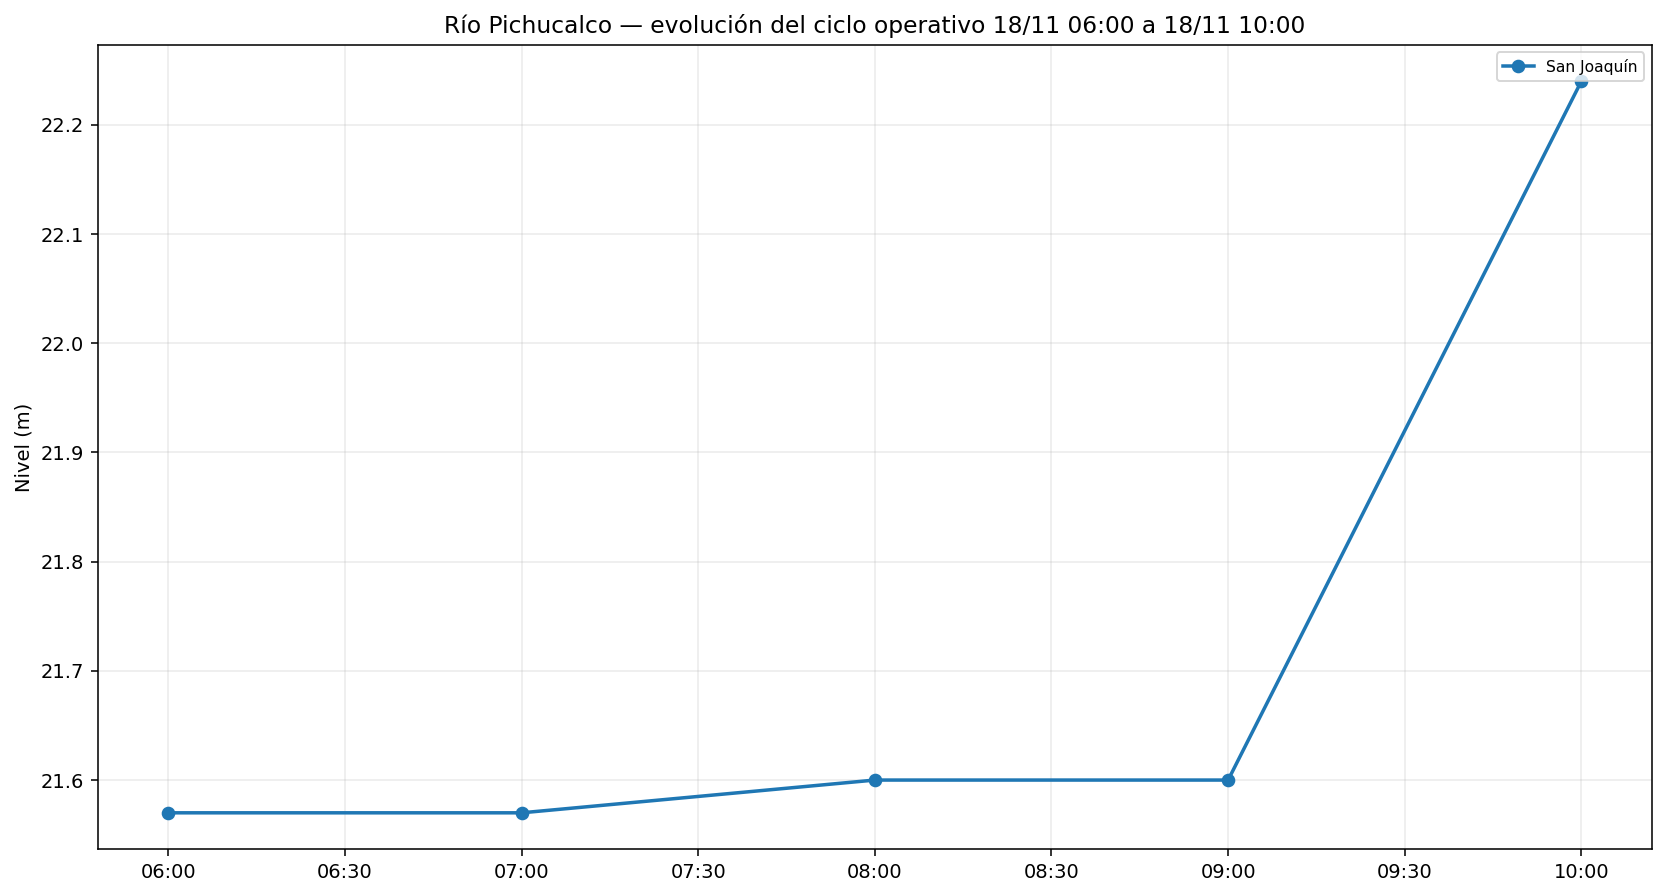 Río Pichucalco — evolución del ciclo operativo 18/11 06:00 a 18/11 10:00
San Joaquín
Nivel (m)
22.2
22.1
22.0
21.9
21.8
21.7
21.6
06:00 06:30 07:00 07:30 08:00 08:30 09:00 09:30 10:00